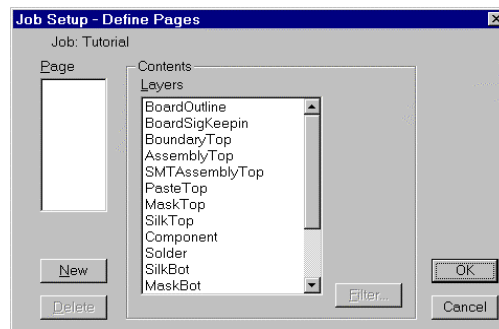 Job Setup - Define Pages
Job: Tutorial
Page
Contents
Layers
BoardOutline
BoardSigKeepin
BoundaryTop
AssemblyTop
SMTAssemblyTop
PasteTop
MaskTop
SilkTop
Component
Solder
SilkBot
MaskBot
New
Delete
Filter...
OK
Cancel